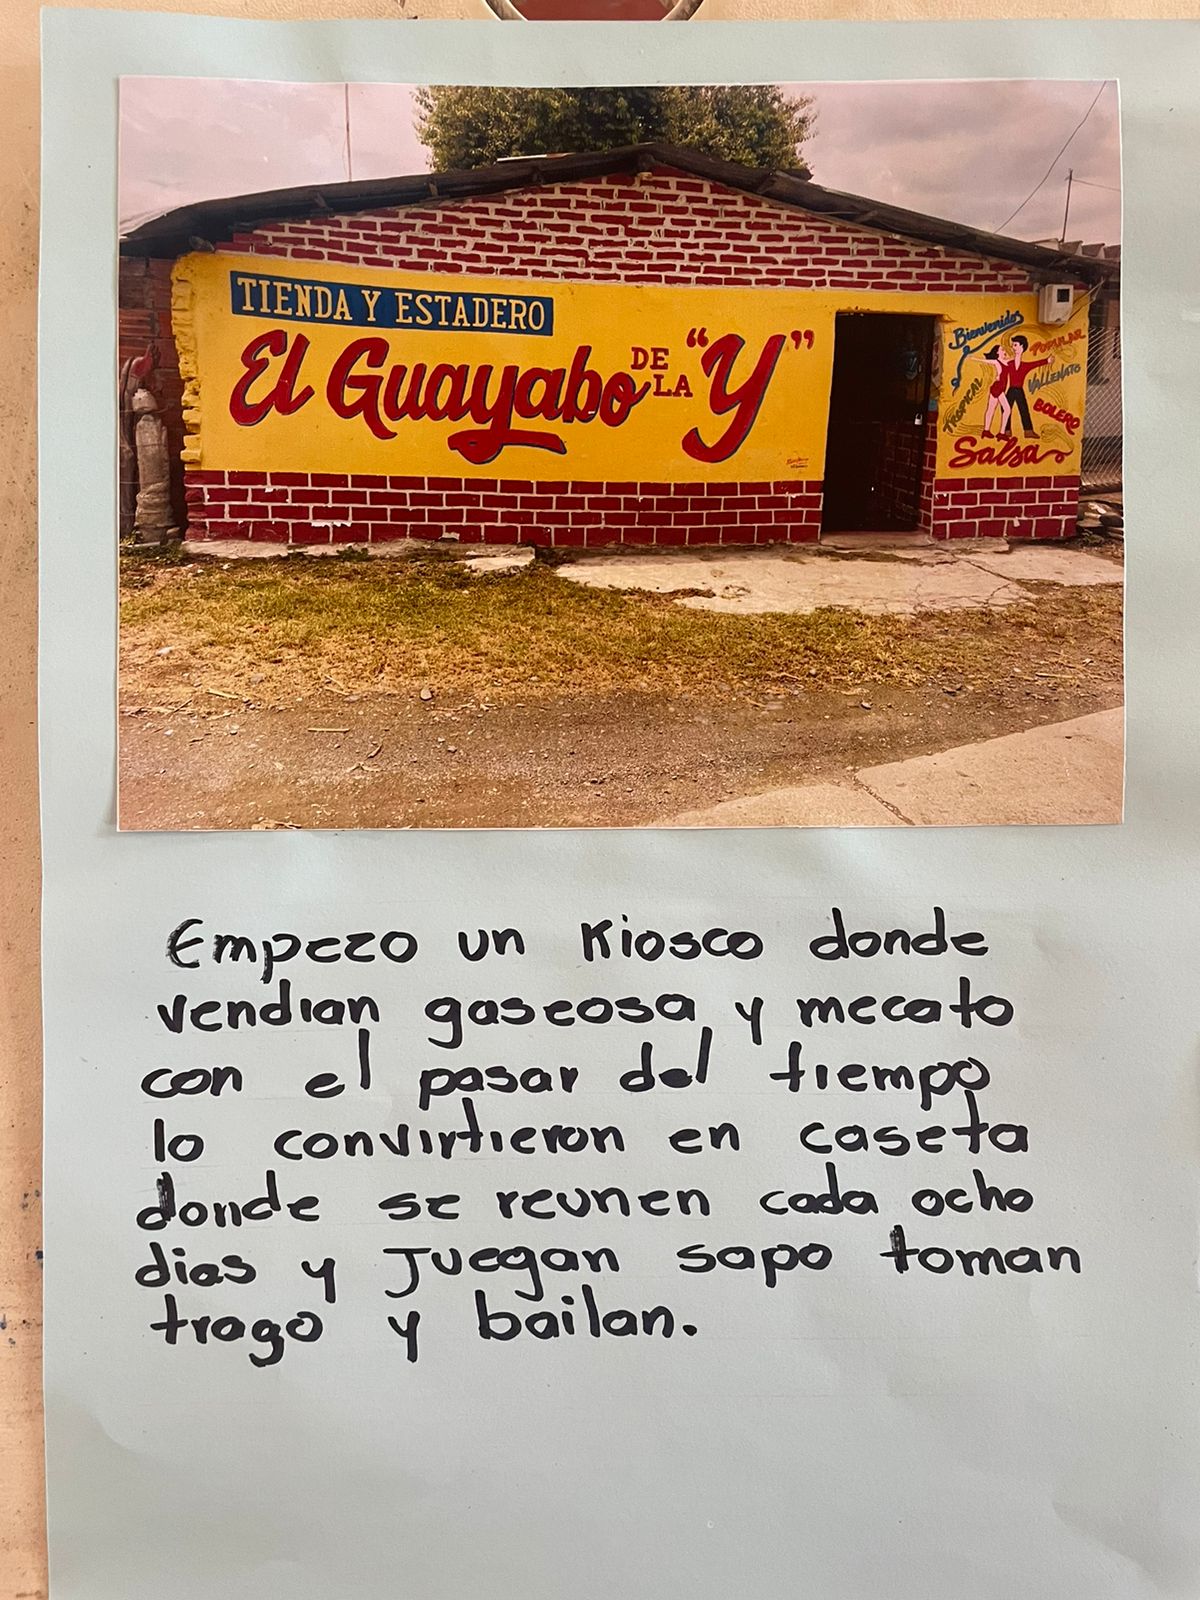 TIENDA Y ESTADERO
El Guayabo DE LA "Y"
Bienvenidos
POPULAR
TROPICAL
VALLENATO
BOLERO
Salsa
Empezo un Kiosco donde
vendian gaseosa y mecato
con el pasar del tiempo
lo convirtieron en caseta
donde se reunen cada ocho
dias y Juegan sapo toman
trago y bailan.